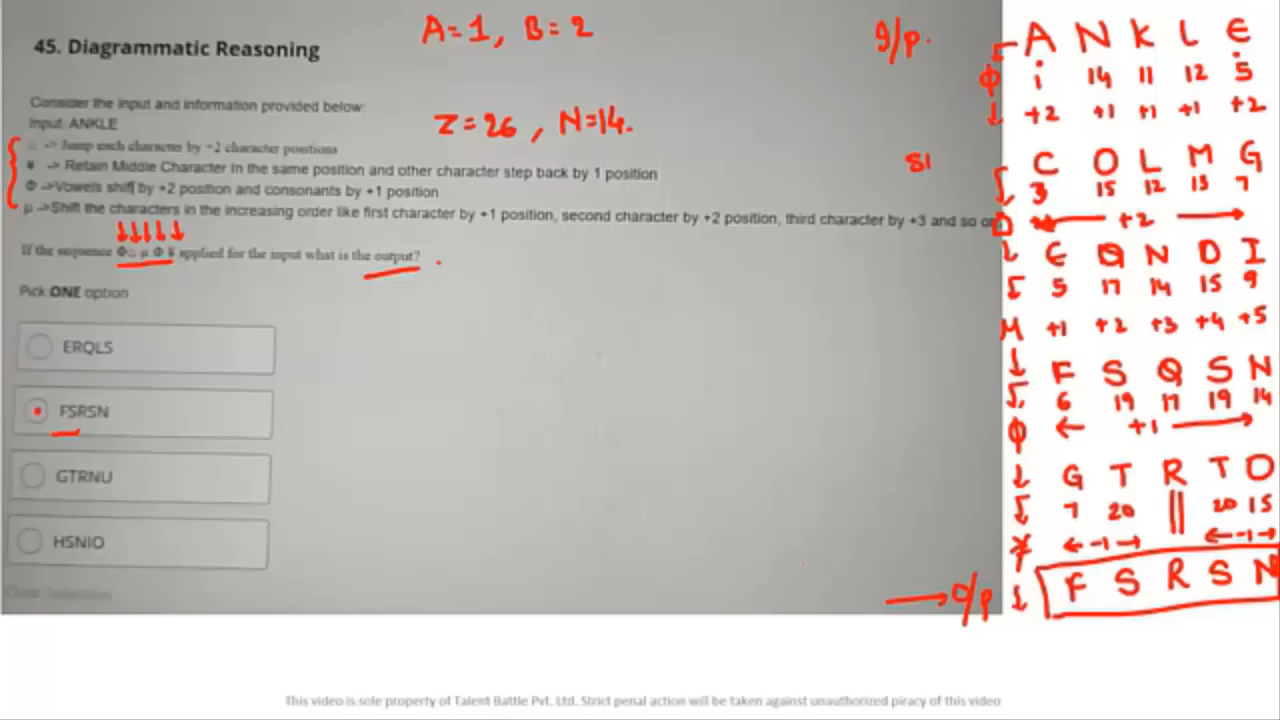 45. Diagrammatic Reasoning
A=1, B=2
Consider the input and information provided below:
Input: ANKLE
Z=26, N=14.
-> Jump each character by +2 character positions
¥ -> Retain Middle Character In the same position and other character step back by 1 position
Φ ->Vowels shift by +2 position and consonants by +1 position
μ ->Shift the characters in the increasing order like first character by +1 position, second character by +2 position, third character by +3 and so on
If the sequence Φ□ μ Φ ¥ applied for the input what is the output?
Pick ONE option
ERQLS
FSRSN
GTRNU
HSNIO
I/p.
A N K L E
Φ 1 14 11 12 5
+2 +1 +1 +1 +2
C O L M G
3 15 12 13 7
+2
E Q N O I
5 17 14 15 9
M +1 +2 +3 +4 +5
F S Q S N
6 19 17 19 14
Φ +1
G T R T O
7 20 || 20 15
-1 -1
O/p F S R S N
This video is sole property of Talent Battle Pvt. Ltd. Strict penal action will be taken against unauthorized piracy of this video